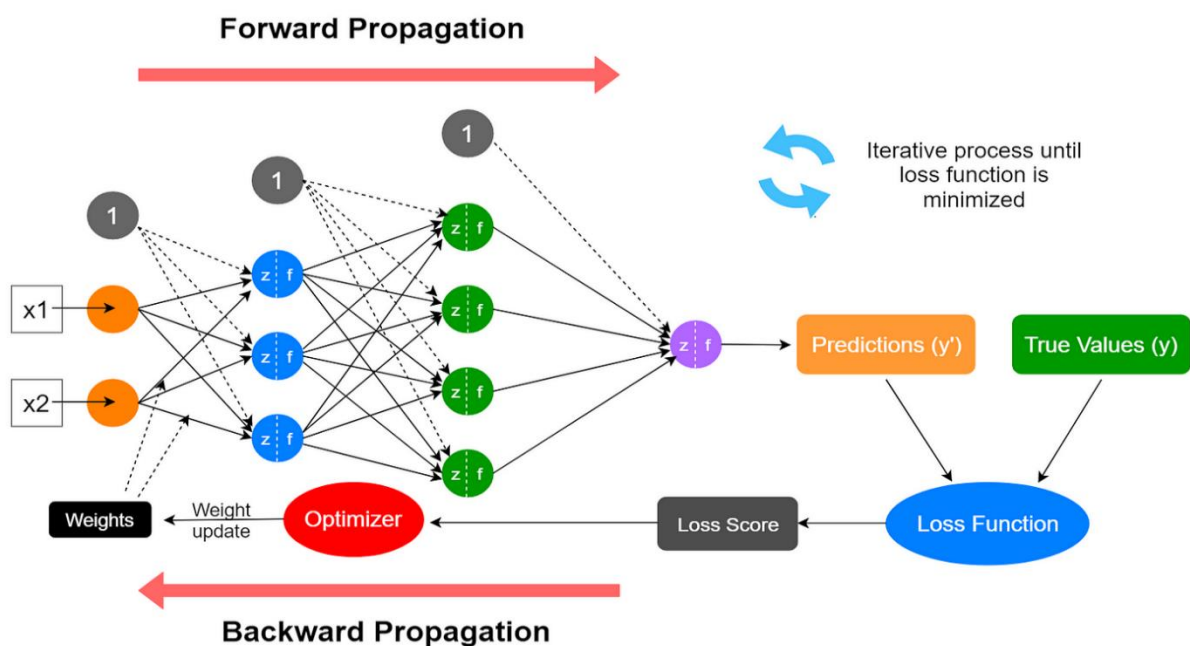 Forward Propagation
1
1
1
Iterative process until
loss function is
minimized
z f
z f
x1
z f
z f
z f
z f
Predictions (y')
True Values (y)
x2
z f
z f
Weights
Weight
update
Optimizer
Loss Score
Loss Function
Backward Propagation